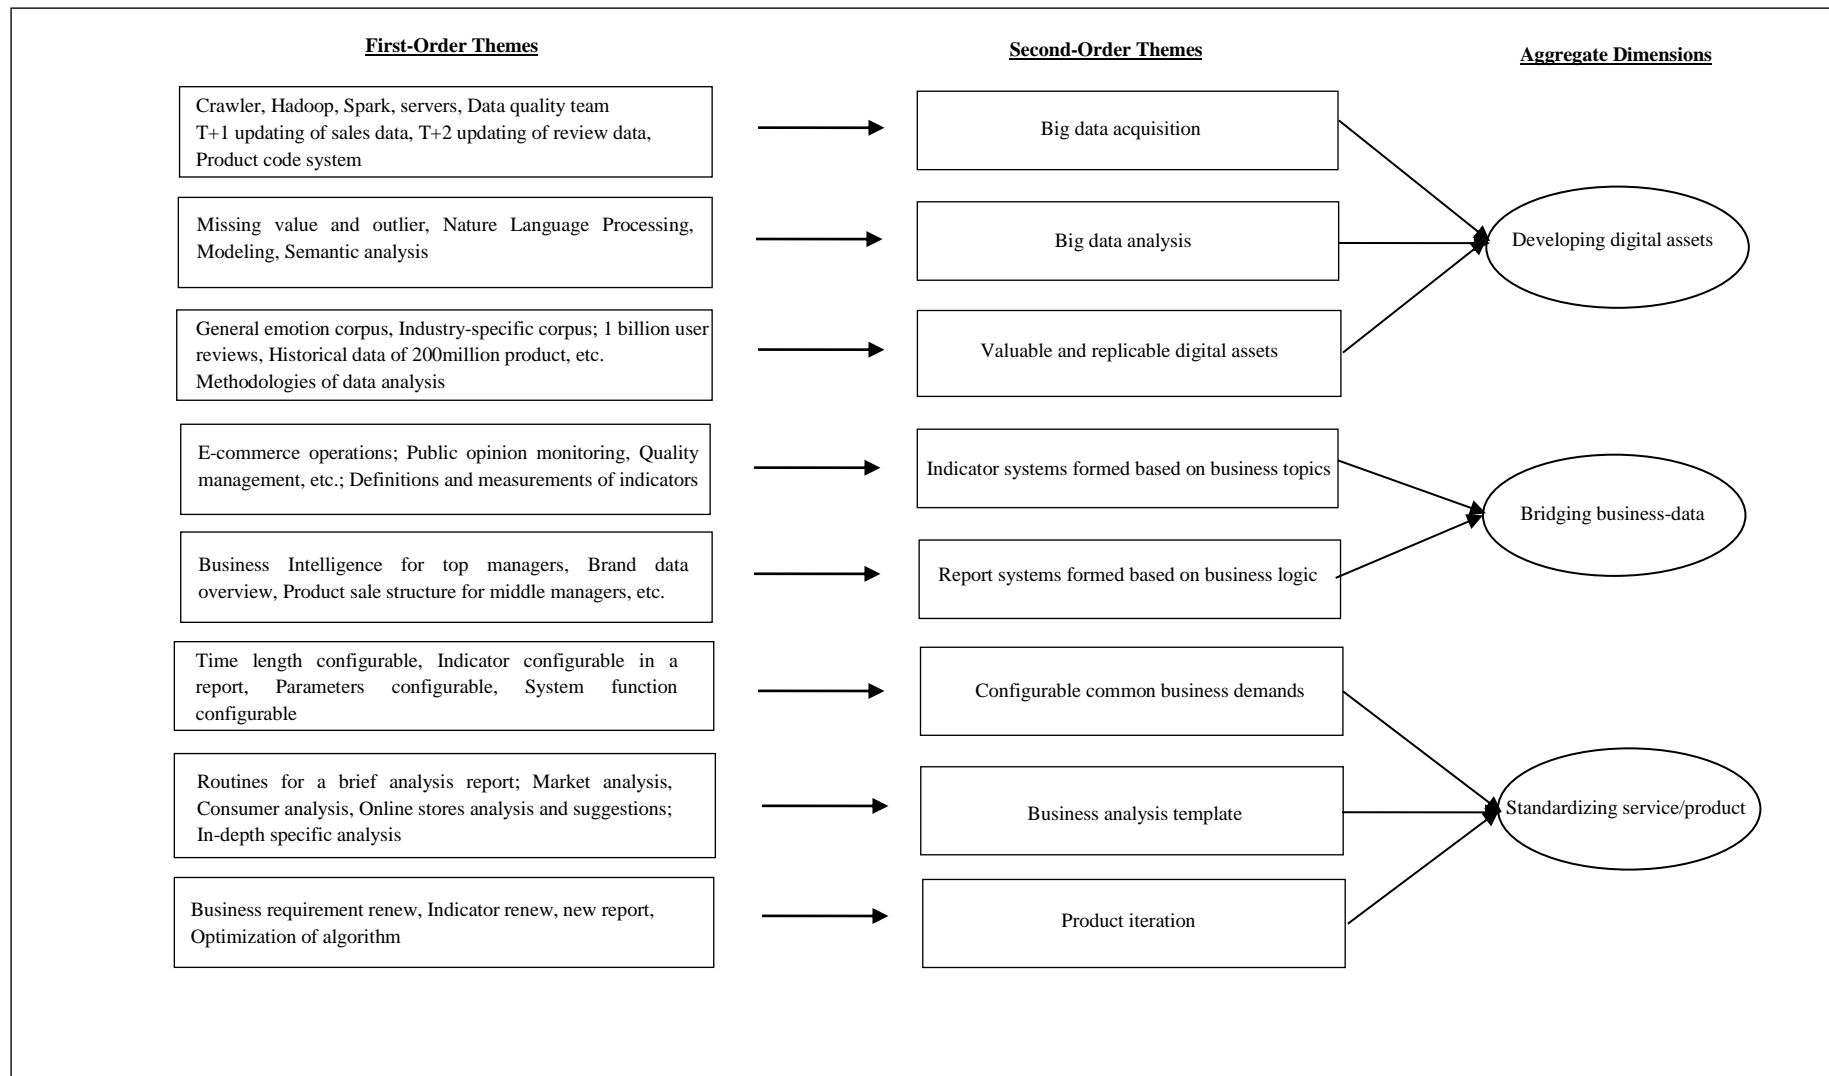 First-Order Themes
Second-Order Themes
Aggregate Dimensions
Crawler, Hadoop, Spark, servers, Data quality team
T+1 updating of sales data, T+2 updating of review data,
Product code system
Big data acquisition
Missing value and outlier, Nature Language Processing,
Modeling, Semantic analysis
Big data analysis
Developing digital assets
General emotion corpus, Industry-specific corpus; 1 billion user
reviews, Historical data of 200million product, etc.
Methodologies of data analysis
Valuable and replicable digital assets
E-commerce operations; Public opinion monitoring, Quality
management, etc.; Definitions and measurements of indicators
Indicator systems formed based on business topics
Bridging business-data
Business Intelligence for top managers, Brand data
overview, Product sale structure for middle managers, etc.
Report systems formed based on business logic
Time length configurable, Indicator configurable in a
report, Parameters configurable, System function
configurable
Configurable common business demands
Routines for a brief analysis report; Market analysis,
Consumer analysis, Online stores analysis and suggestions;
In-depth specific analysis
Business analysis template
Standardizing service/product
Business requirement renew, Indicator renew, new report,
Optimization of algorithm
Product iteration